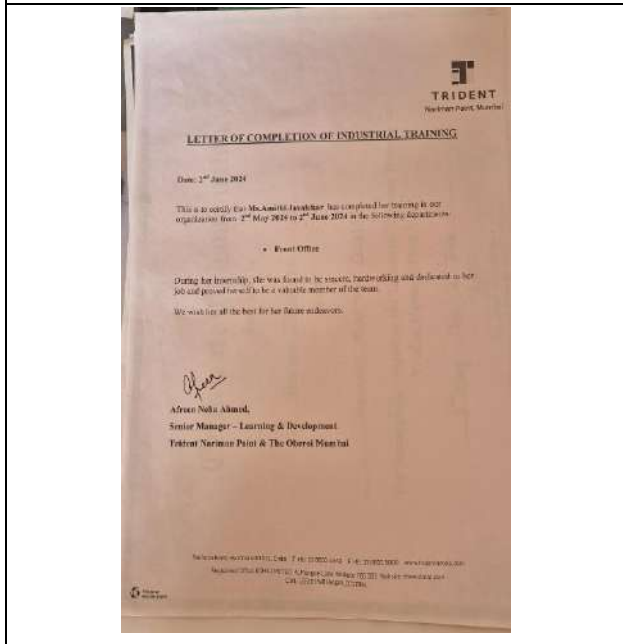 TRIDENT
Nariman Point, Mumbai
LETTER OF COMPLETION OF INDUSTRIAL TRAINING
Date: 2nd June 2024
This is to certify that Ms. has completed her training in our
organization from 2nd May 2024 to 2nd June 2024 in the following departments
• Front Office
During her internship, she was found to be sincere, hardworking and dedicated to her
job and proved herself to be a valuable member of the team.
We wish her all the best for her future endeavors.
Afreen Neha Ahmed,
Senior Manager – Learning & Development
Trident Nariman Point & The Oberoi Mumbai